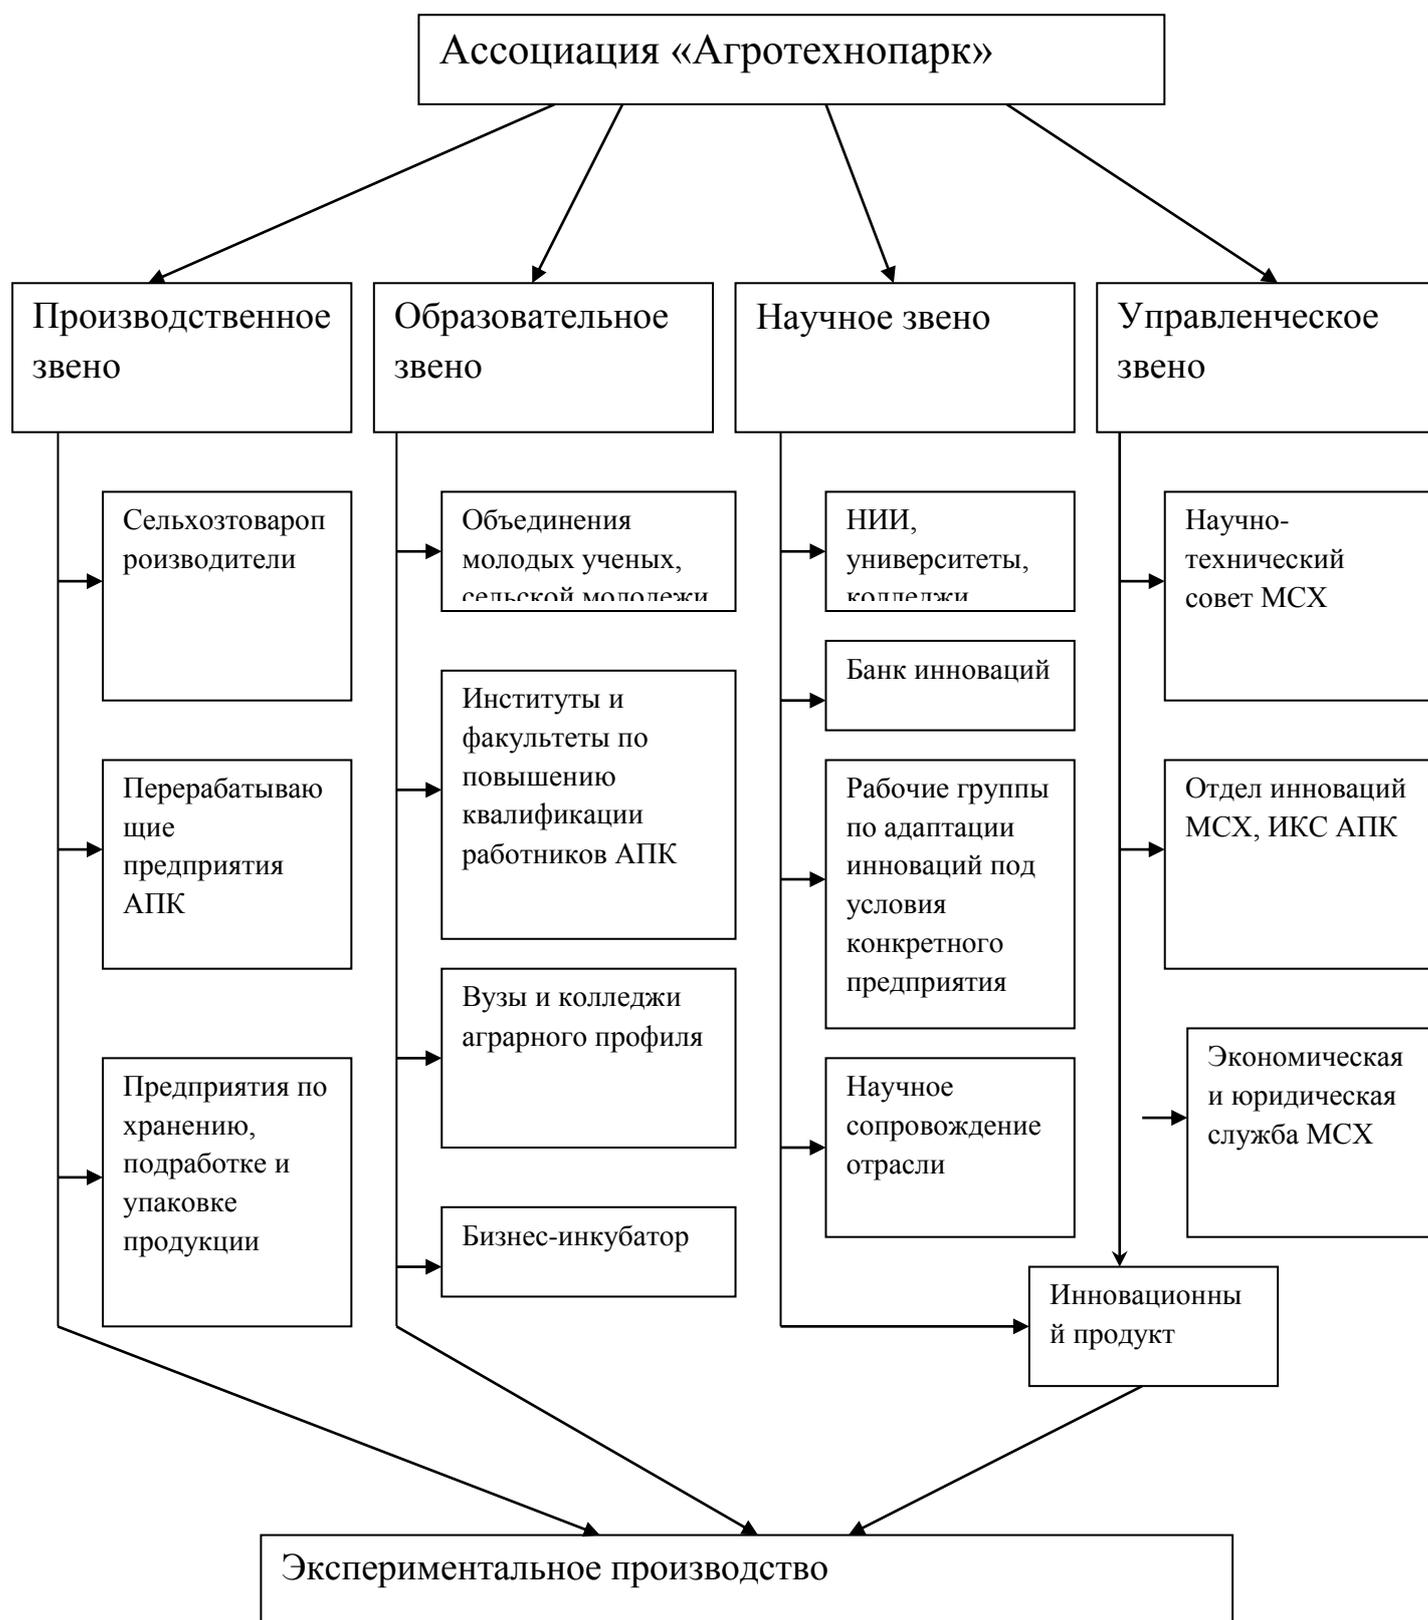 Ассоциация «Агротехнопарк»
Производственное
звено
Образовательное
звено
Научное звено
Управленческое
звено
Сельхозтовароп
роизводители
Перерабатываю
щие
предприятия
АПК
Предприятия по
хранению,
подработке и
упаковке
продукции
Объединения
молодых ученых,
сельской молодежи
Институты и
факультеты по
повышению
квалификации
работников АПК
Вузы и колледжи
аграрного профиля
Бизнес-инкубатор
НИИ,
университеты,
колледжи
Банк инноваций
Рабочие группы
по адаптации
инноваций под
условия
конкретного
предприятия
Научное
сопровождение
отрасли
Научно-
технический
совет МСХ
Отдел инноваций
МСХ, ИКС АПК
Экономическая
и юридическая
служба МСХ
Инновационны
й продукт
Экспериментальное производство